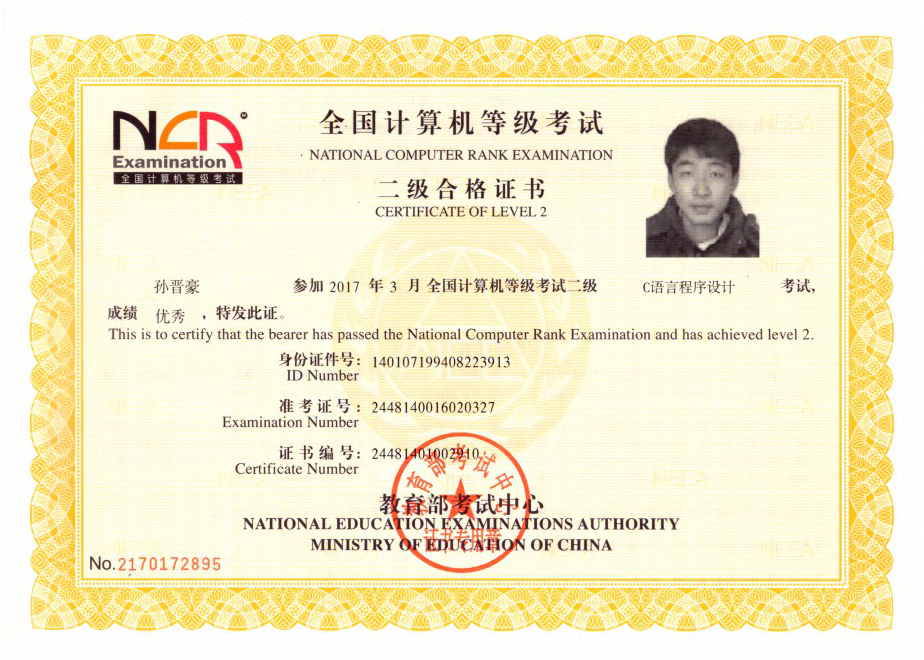 NCR®
Examination
全国计算机等级考试
全国计算机等级考试
NATIONAL COMPUTER RANK EXAMINATION
二级合格证书
CERTIFICATE OF LEVEL 2
孙晋豪 参加 2017 年 3 月 全国计算机等级考试二级 C语言程序设计 考试,
成绩 优秀 ，特发此证。
This is to certify that the bearer has passed the National Computer Rank Examination and has achieved level 2.
身份证件号： 140107199408223913
ID Number
准考证号： 2448140016020327
Examination Number
证书编号： 24481401002910
Certificate Number
教育部考试中心
教育部考试中心
NATIONAL EDUCATION EXAMINATIONS AUTHORITY
证书专用章
MINISTRY OF EDUCATION OF CHINA
No.2170172895